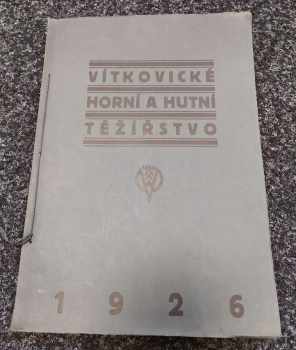 VÍTKOVICKÉ
HORNÍ A HUTNÍ
TĚŽÍŘSTVO
1926